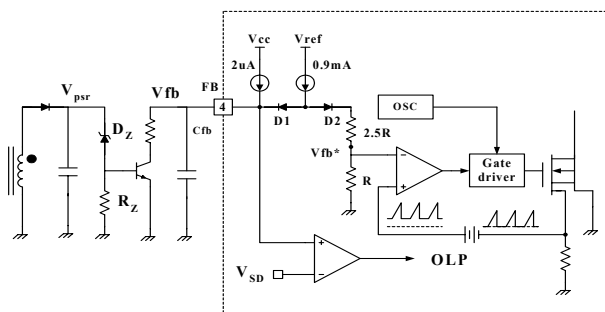 Vcc
Vref
2uA
0.9mA
Vpsr
Vfb
FB
4
D1
D2
OSC
Cfb
2.5R
DZ
Vfb*
R
Gate
driver
RZ
VSD
OLP
−
+
+
−